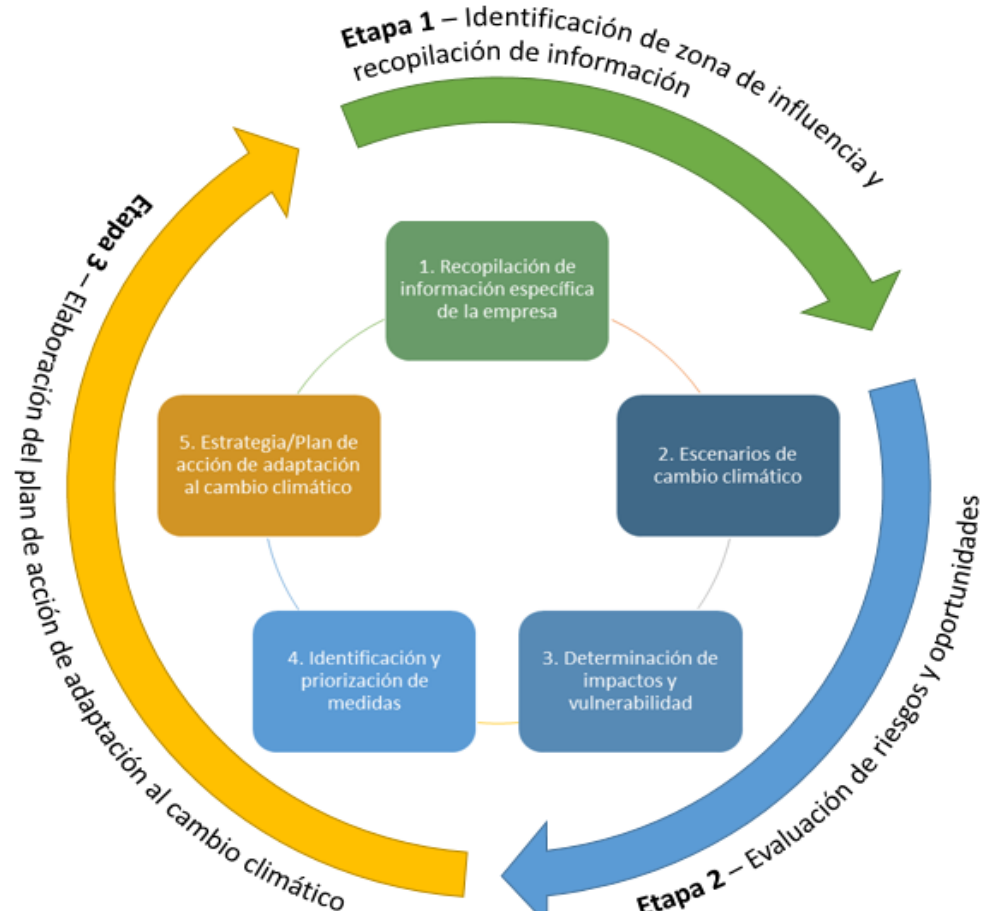 Etapa 1 – Identificación de zona de influencia y
recopilación de información
1. Recopilación de
información específica
de la empresa
2. Escenarios de
cambio climático
3. Determinación de
impactos y
vulnerabilidad
4. Identificación y
priorización de
medidas
5. Estrategia/Plan de
acción de adaptación
al cambio climático
Etapa 2 – Evaluación de riesgos y oportunidades
Etapa 3 – Elaboración del plan de acción de adaptación al cambio climático